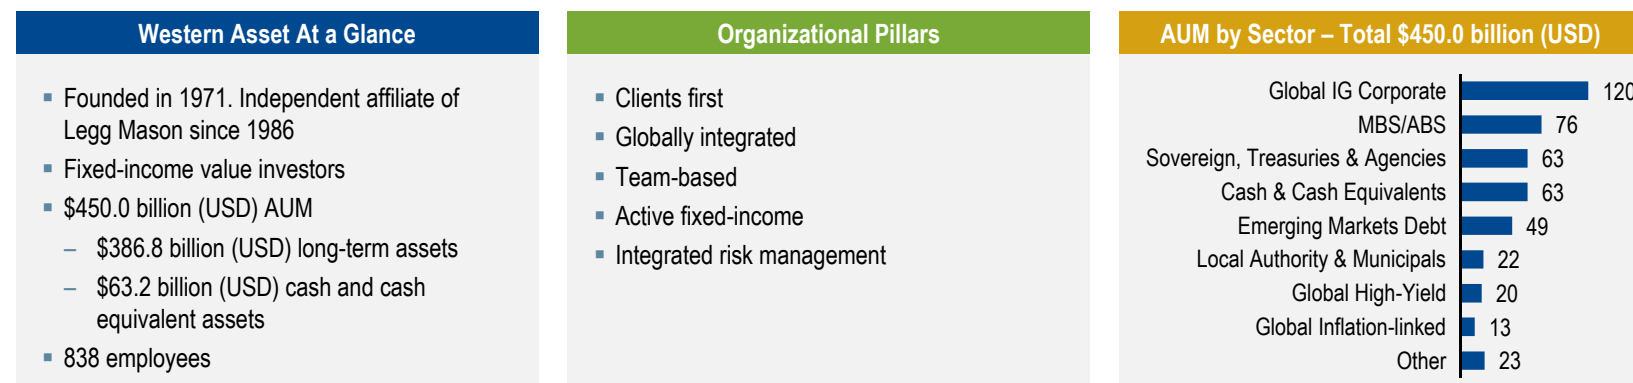 Western Asset At a Glance
▪ Founded in 1971. Independent affiliate of
Legg Mason since 1986
▪ Fixed-income value investors
▪ $450.0 billion (USD) AUM
– $386.8 billion (USD) long-term assets
– $63.2 billion (USD) cash and cash
equivalent assets
▪ 838 employees
Organizational Pillars
▪ Clients first
▪ Globally integrated
▪ Team-based
▪ Active fixed-income
▪ Integrated risk management
AUM by Sector – Total $450.0 billion (USD)
Global IG Corporate 120
MBS/ABS 76
Sovereign, Treasuries & Agencies 63
Cash & Cash Equivalents 63
Emerging Markets Debt 49
Local Authority & Municipals 22
Global High-Yield 20
Global Inflation-linked 13
Other 23